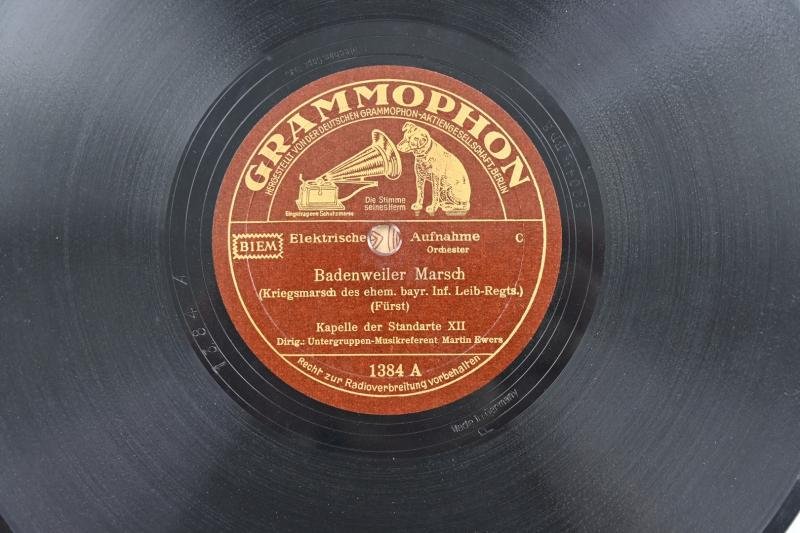 GRAMMOPHON
HERGESTELLT VON DER DEUTSCHEN GRAMMOPHON-AKTIENGESELLSCHAFT, BERLIN
Die Stimme
seines Herrn
Eingetragene Schutzmarke
BIEM
Elektrische Aufnahme C
Orchester
Badenweiler Marsch
(Kriegsmarsch des ehem. bayr. Inf. Leib-Regts.)
(Fürst)
Kapelle der Standarte XII
Dirig.: Untergruppen-Musikreferent Martin Ewers
1384 A
Recht zur Radioverbreitung vorbehalten
1384 A
Made in Germany